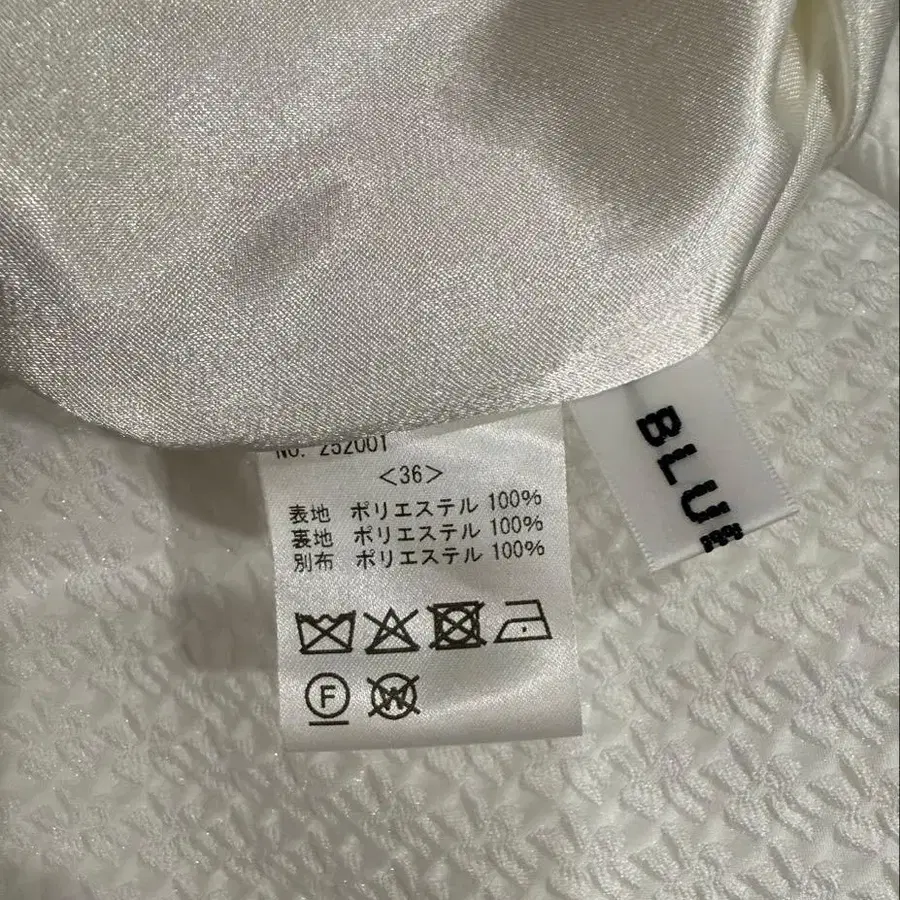 NO. 252001
<36>
表地 ポリエステル 100%
裏地 ポリエステル 100%
別布 ポリエステル 100%
F W
BLU